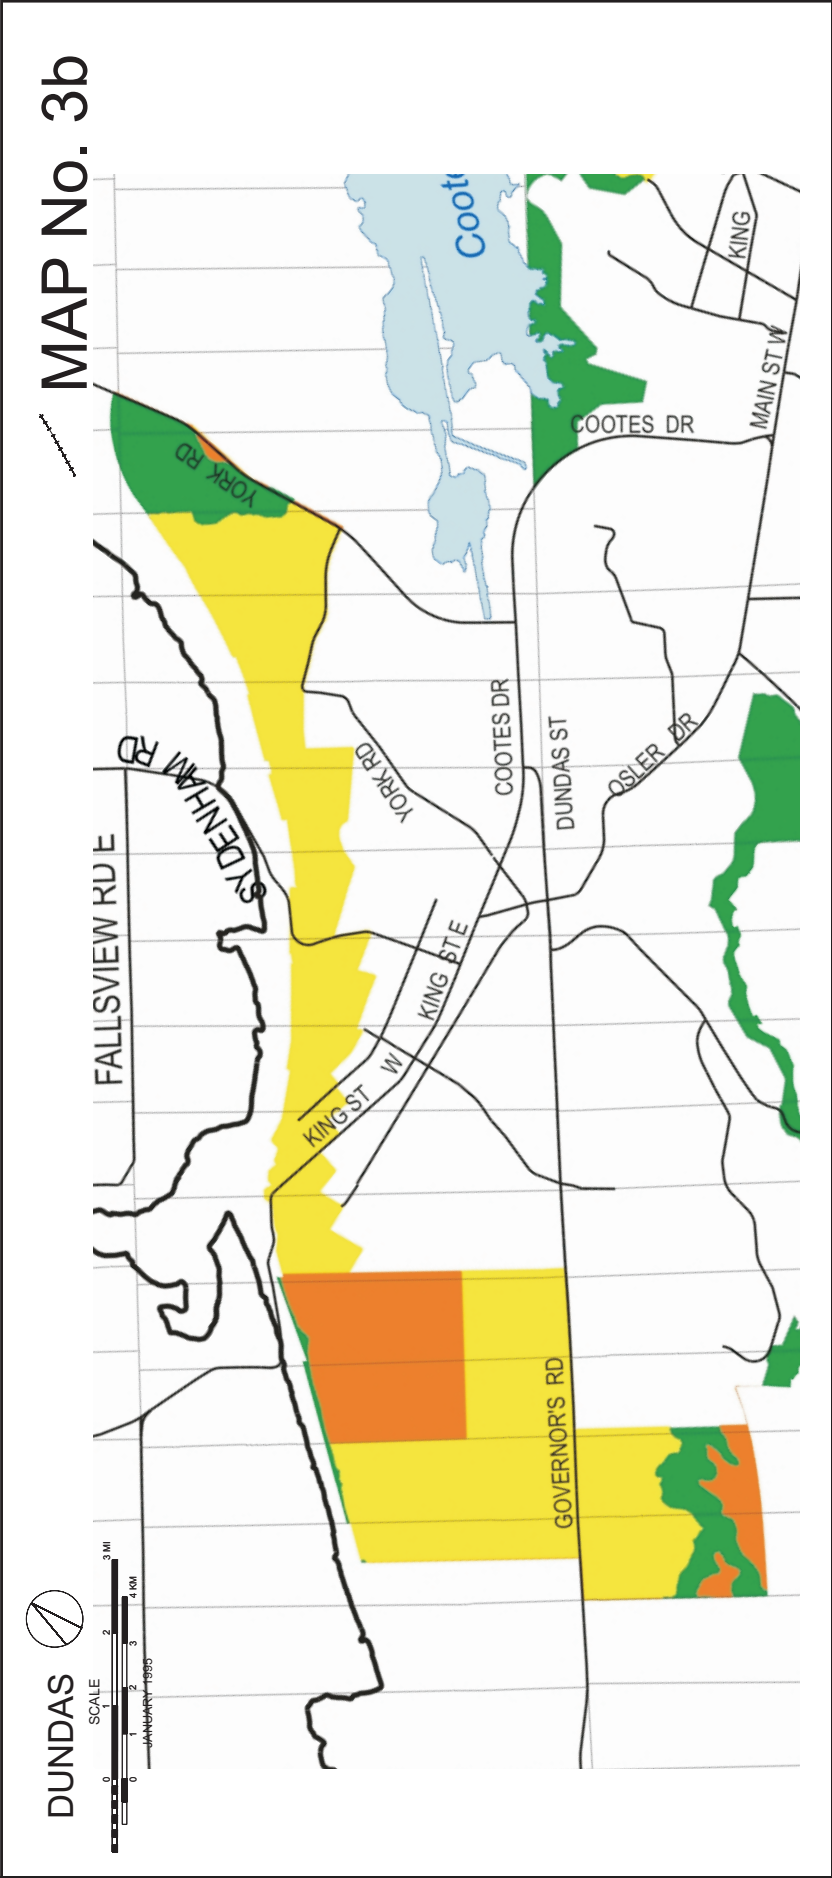 DUNDAS
MAP No. 3b
SCALE
0 1 2 3 MI
0 1 2 3 4 KM
JANUARY 1995
FALLSVIEW RD E
SYDENHAM RD
YORK RD
YORK RD
KING ST W
KING ST E
COOTES DR
DUNDAS ST
OSLER DR
GOVERNOR'S RD
Coote
COOTES DR
MAIN ST W
KING